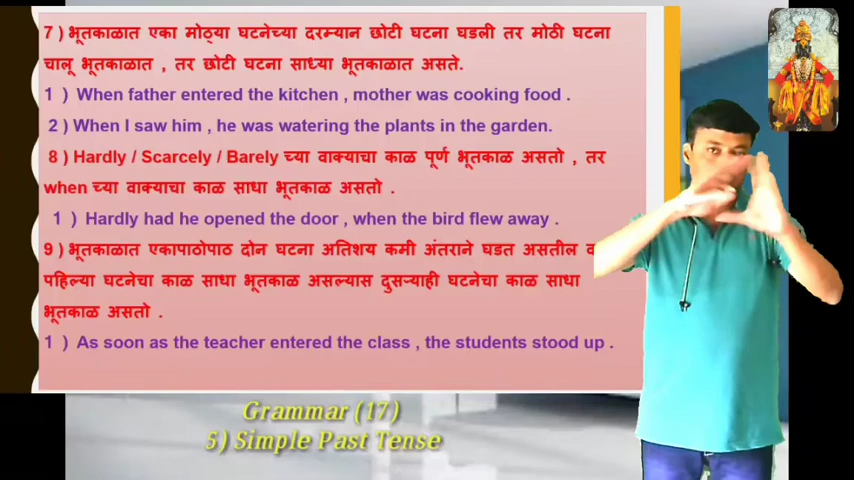 7 ) भूतकाळात एका मोठ्या घटनेच्या दरम्यान छोटी घटना घडली तर मोठी घटना
चालू भूतकाळात , तर छोटी घटना साध्या भूतकाळात असते.
1 ) When father entered the kitchen , mother was cooking food .
2 ) When I saw him , he was watering the plants in the garden.
8 ) Hardly / Scarcely / Barely च्या वाक्याचा काळ पूर्ण भूतकाळ असतो , तर
when च्या वाक्याचा काळ साधा भूतकाळ असतो .
1 ) Hardly had he opened the door , when the bird flew away .
9 ) भूतकाळात एकापाठोपाठ दोन घटना अतिशय कमी अंतराने घडत असतील
पहिल्या घटनेचा काळ साधा भूतकाळ असल्यास दुसऱ्याही घटनेचा काळ साधा
भूतकाळ असतो .
1 ) As soon as the teacher entered the class , the students stood up .
Grammar (17)
5) Simple Past Tense